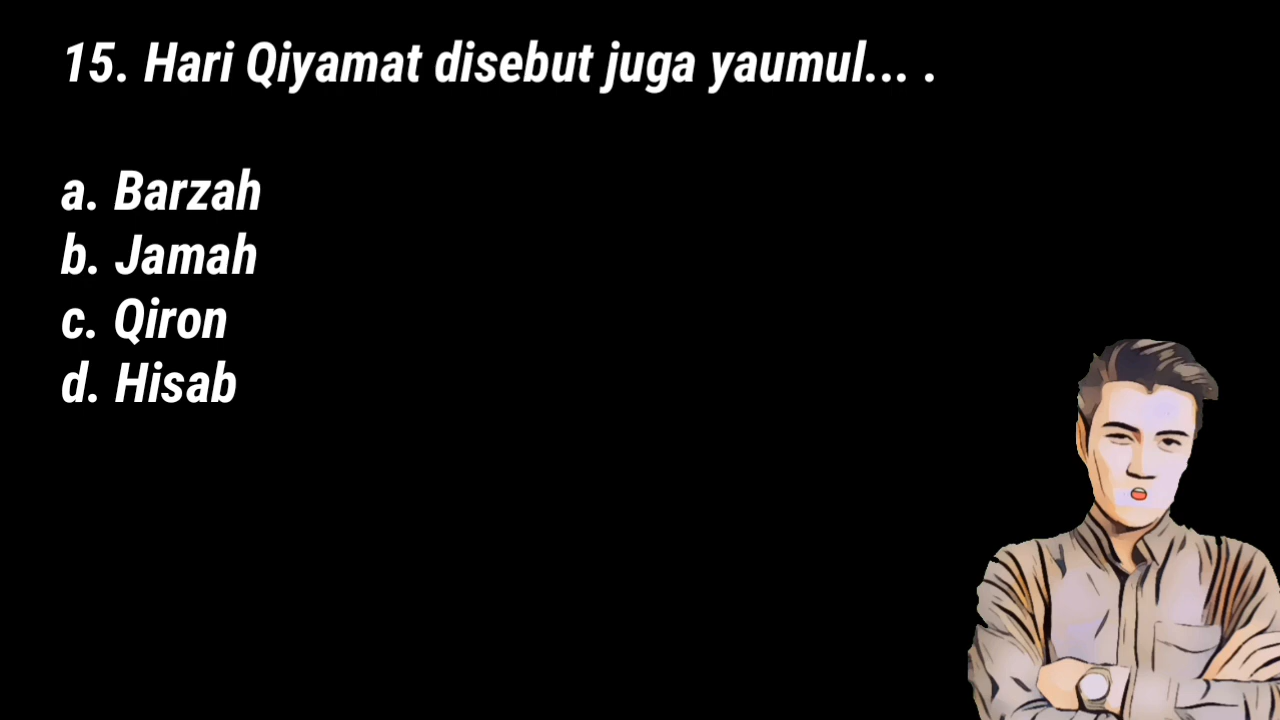 15. Hari Qiyamat disebut juga yaumul... .
a. Barzah
b. Jamah
c. Qiron
d. Hisab